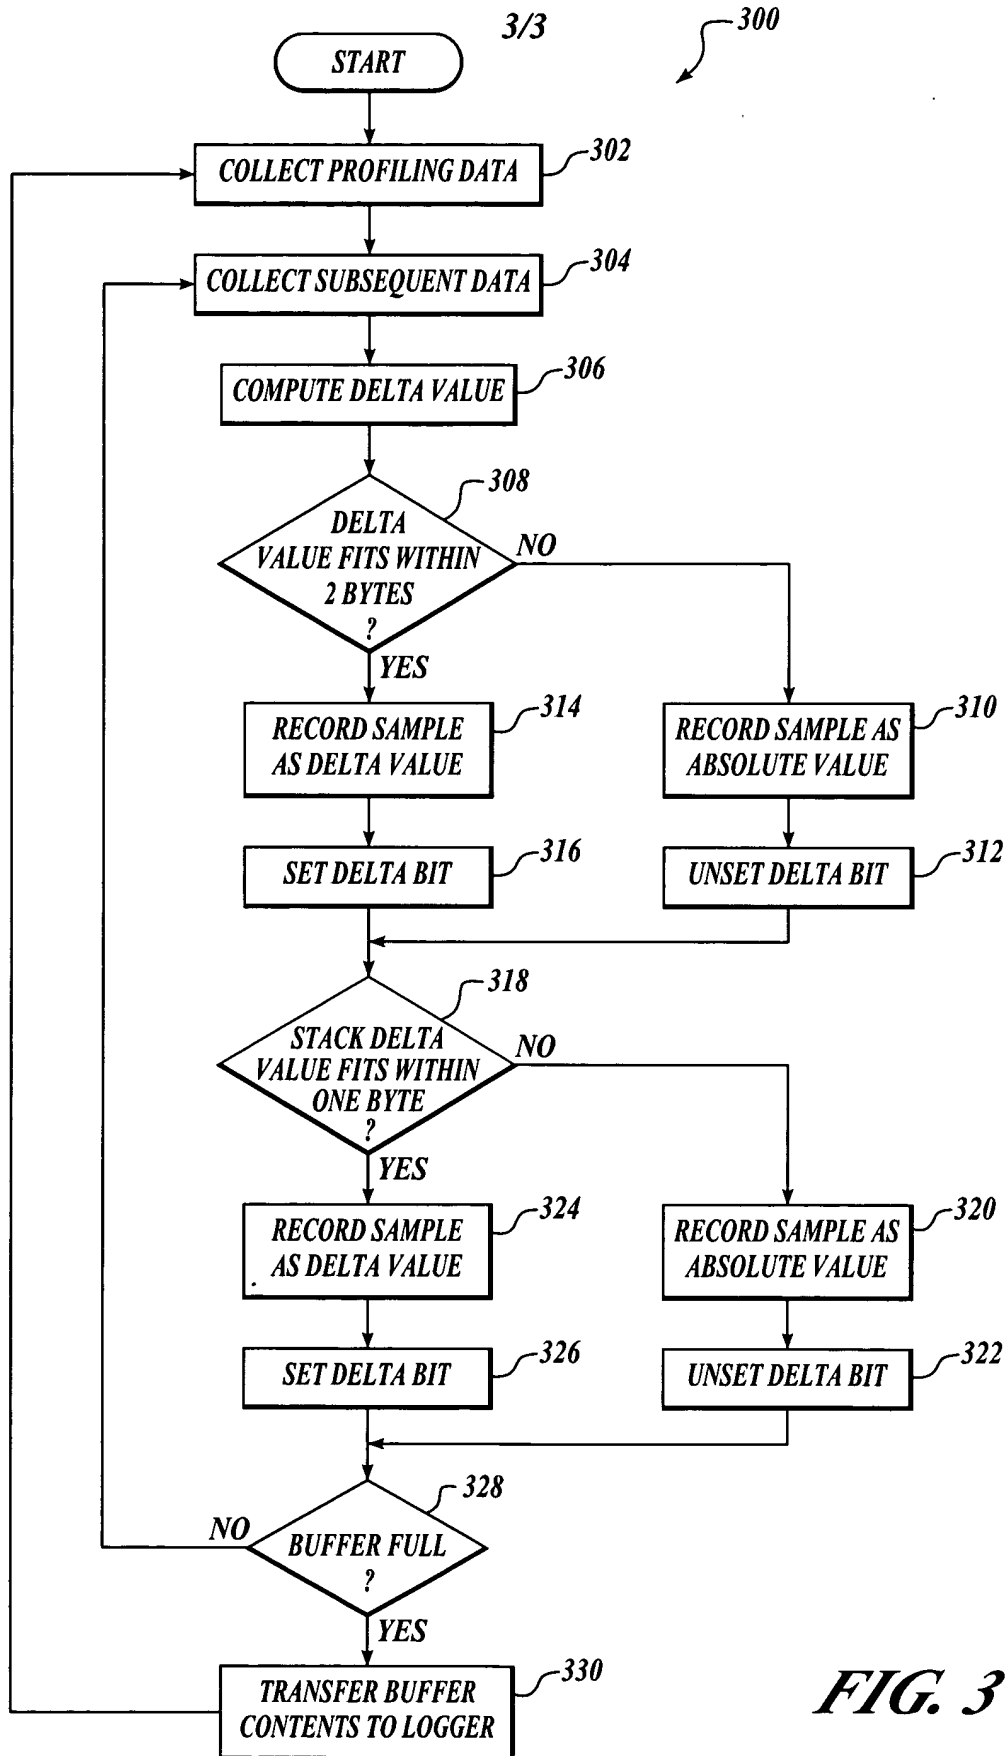 3/3
300
START
COLLECT PROFILING DATA
302
COLLECT SUBSEQUENT DATA
304
COMPUTE DELTA VALUE
306
308
DELTA
VALUE FITS WITHIN
2 BYTES
?
NO
YES
RECORD SAMPLE
AS DELTA VALUE
314
RECORD SAMPLE AS
ABSOLUTE VALUE
310
SET DELTA BIT
316
UNSET DELTA BIT
312
318
STACK DELTA
VALUE FITS WITHIN
ONE BYTE
?
NO
YES
RECORD SAMPLE
AS DELTA VALUE
324
RECORD SAMPLE AS
ABSOLUTE VALUE
320
SET DELTA BIT
326
UNSET DELTA BIT
322
328
NO
BUFFER FULL
?
YES
TRANSFER BUFFER
CONTENTS TO LOGGER
330
FIG. 3